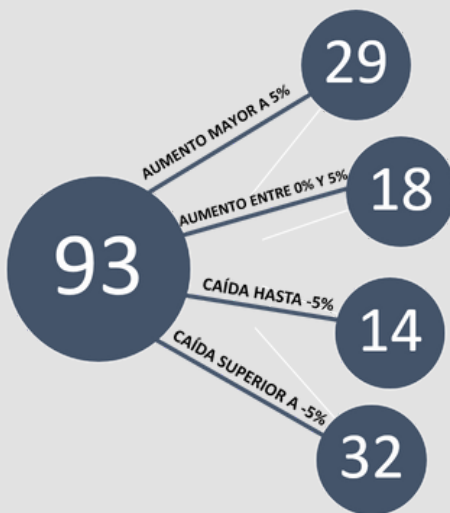 29
AUMENTO MAYOR A 5%
18
AUMENTO ENTRE 0% Y 5%
93
CAÍDA HASTA -5%
14
CAÍDA SUPERIOR A -5%
32